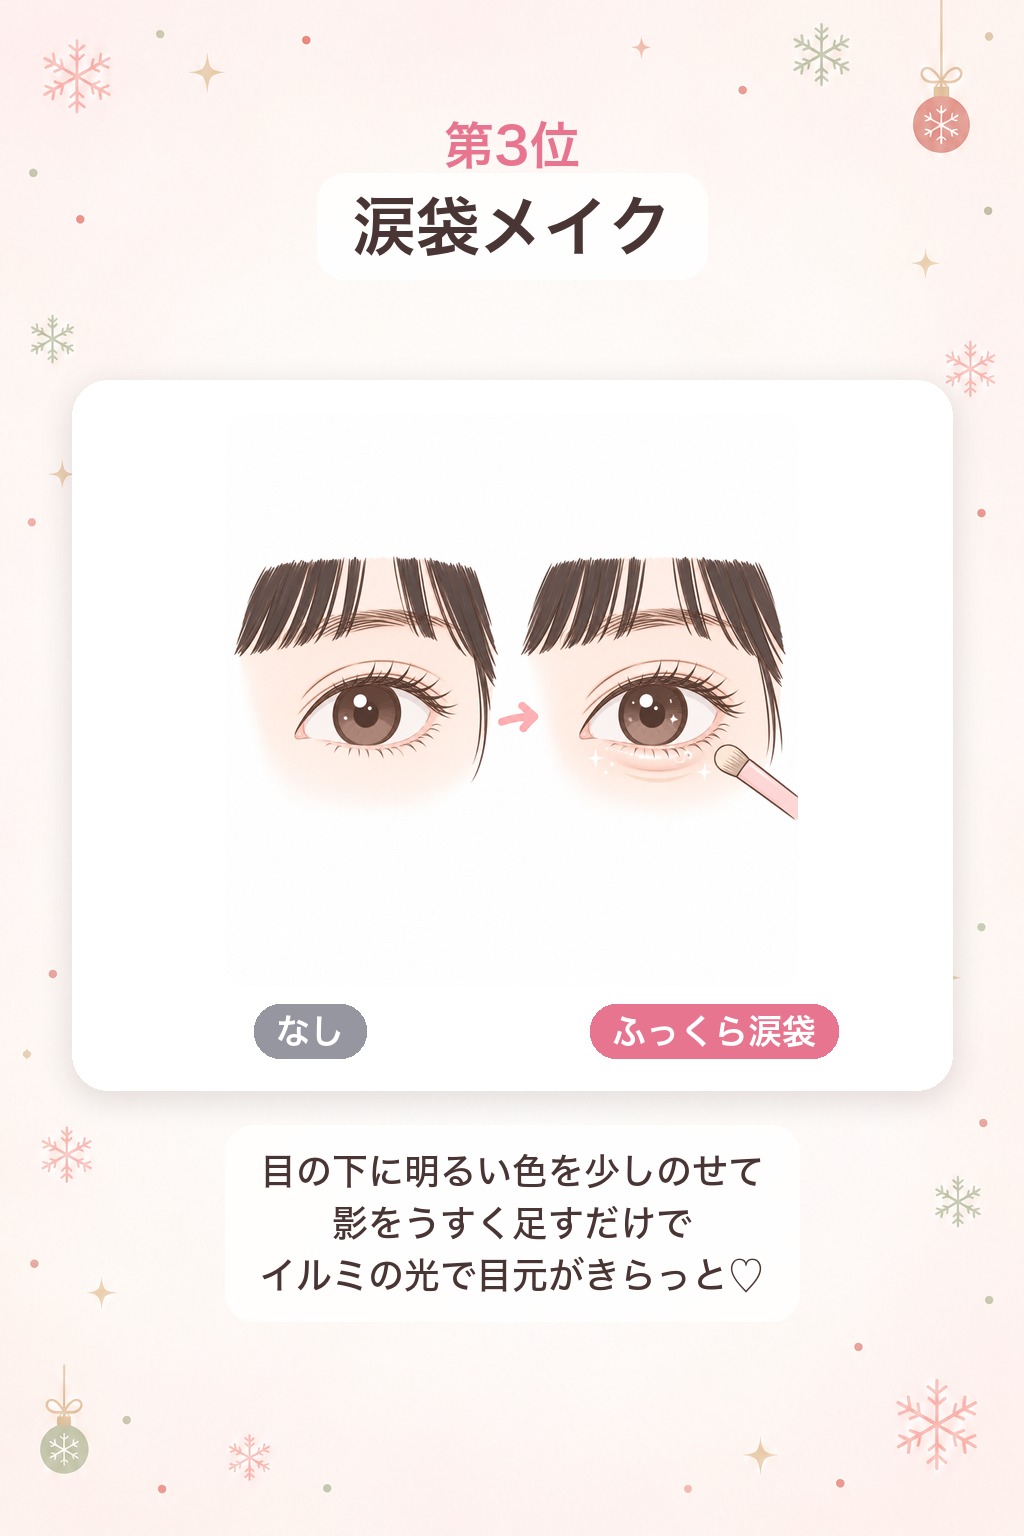 第3位
涙袋メイク
なし
ふっくら涙袋
目の下に明るい色を少しのせて
影をうすく足すだけで
イルミの光で目元がきらっと♡